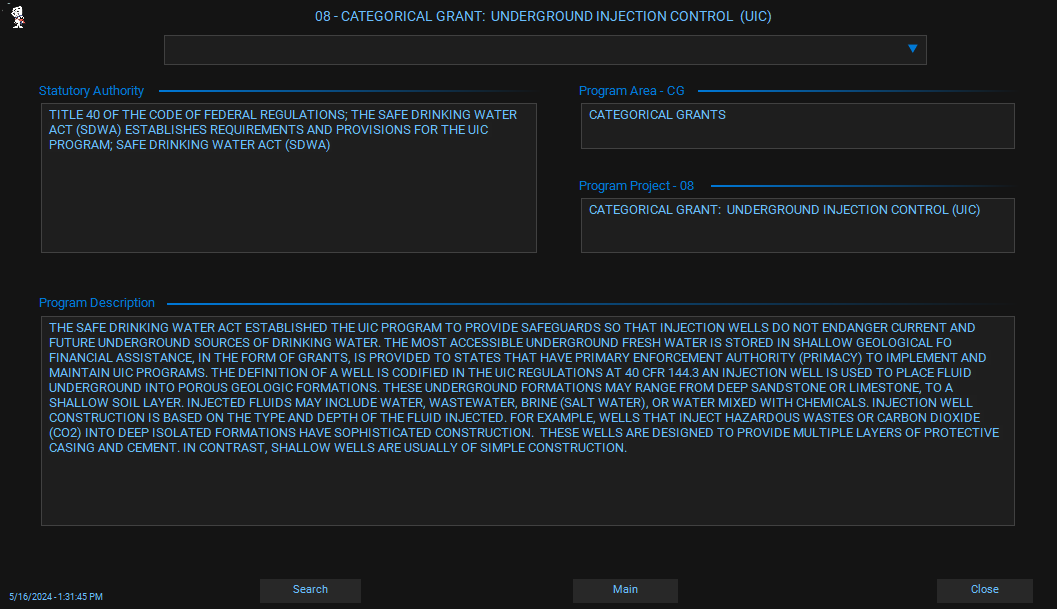 08 - CATEGORICAL GRANT: UNDERGROUND INJECTION CONTROL (UIC)
Statutory Authority
TITLE 40 OF THE CODE OF FEDERAL REGULATIONS; THE SAFE DRINKING WATER
ACT (SDWA) ESTABLISHES REQUIREMENTS AND PROVISIONS FOR THE UIC
PROGRAM; SAFE DRINKING WATER ACT (SDWA)
Program Area - CG
CATEGORICAL GRANTS
Program Project - 08
CATEGORICAL GRANT: UNDERGROUND INJECTION CONTROL (UIC)
Program Description
THE SAFE DRINKING WATER ACT ESTABLISHED THE UIC PROGRAM TO PROVIDE SAFEGUARDS SO THAT INJECTION WELLS DO NOT ENDANGER CURRENT AND
FUTURE UNDERGROUND SOURCES OF DRINKING WATER. THE MOST ACCESSIBLE UNDERGROUND FRESH WATER IS STORED IN SHALLOW GEOLOGICAL FO
FINANCIAL ASSISTANCE, IN THE FORM OF GRANTS, IS PROVIDED TO STATES THAT HAVE PRIMARY ENFORCEMENT AUTHORITY (PRIMACY) TO IMPLEMENT AND
MAINTAIN UIC PROGRAMS. THE DEFINITION OF A WELL IS CODIFIED IN THE UIC REGULATIONS AT 40 CFR 144.3 AN INJECTION WELL IS USED TO PLACE FLUID
UNDERGROUND INTO POROUS GEOLOGIC FORMATIONS. THESE UNDERGROUND FORMATIONS MAY RANGE FROM DEEP SANDSTONE OR LIMESTONE, TO A
SHALLOW SOIL LAYER. INJECTED FLUIDS MAY INCLUDE WATER, WASTEWATER, BRINE (SALT WATER), OR WATER MIXED WITH CHEMICALS. INJECTION WELL
CONSTRUCTION IS BASED ON THE TYPE AND DEPTH OF THE FLUID INJECTED. FOR EXAMPLE, WELLS THAT INJECT HAZARDOUS WASTES OR CARBON DIOXIDE
(CO2) INTO DEEP ISOLATED FORMATIONS HAVE SOPHISTICATED CONSTRUCTION. THESE WELLS ARE DESIGNED TO PROVIDE MULTIPLE LAYERS OF PROTECTIVE
CASING AND CEMENT. IN CONTRAST, SHALLOW WELLS ARE USUALLY OF SIMPLE CONSTRUCTION.
5/16/2024 - 1:31:45 PM
Search
Main
Close